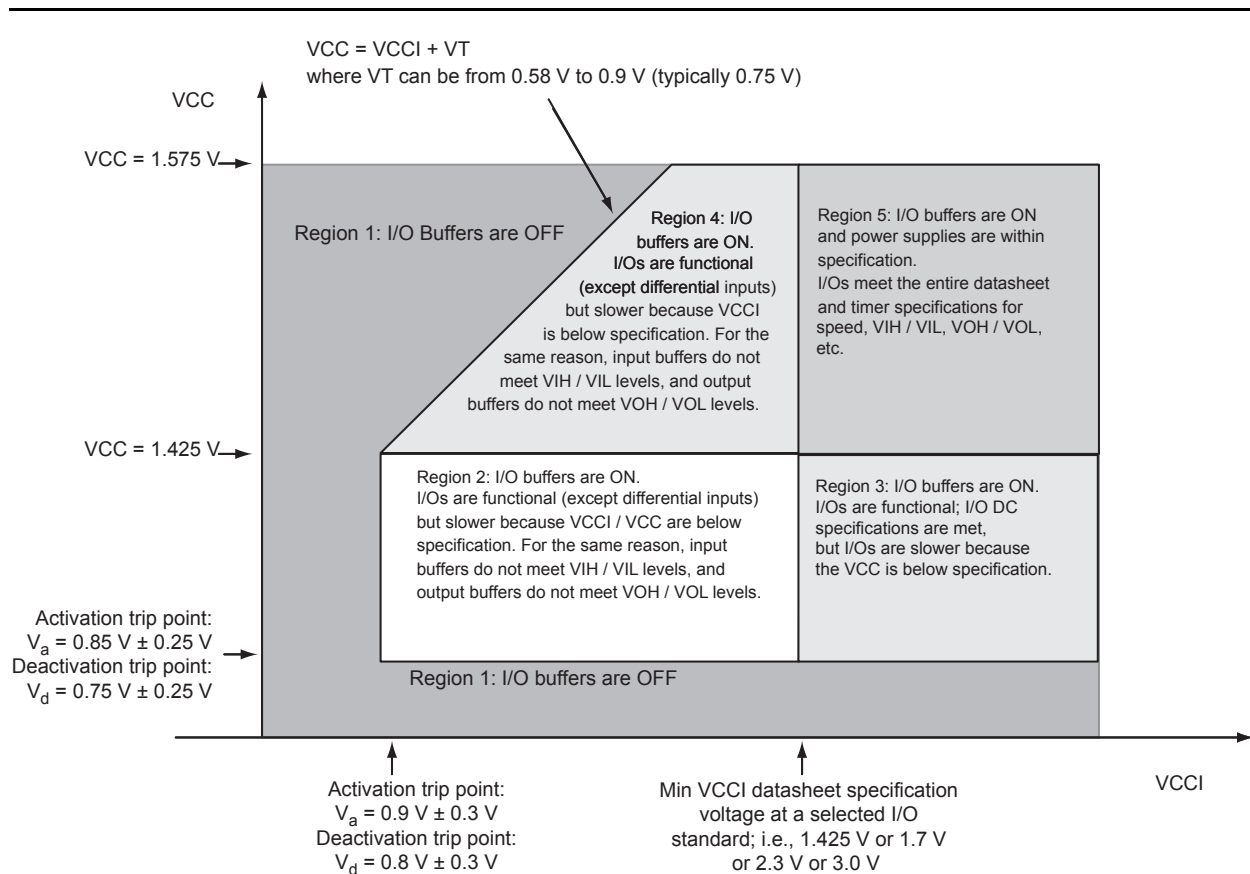 VCC = VCCI + VT
where VT can be from 0.58 V to 0.9 V (typically 0.75 V)
VCC
VCC = 1.575 V
Region 1: I/O Buffers are OFF
Region 4: I/O
buffers are ON.
I/Os are functional
(except differential inputs)
but slower because VCCI
is below specification. For the
same reason, input buffers do not
meet VIH / VIL levels, and output
buffers do not meet VOH / VOL levels.
Region 5: I/O buffers are ON
and power supplies are within
specification.
I/Os meet the entire datasheet
and timer specifications for
speed, VIH / VIL, VOH / VOL,
etc.
VCC = 1.425 V
Region 2: I/O buffers are ON.
I/Os are functional (except differential inputs)
but slower because VCCI / VCC are below
specification. For the same reason, input
buffers do not meet VIH / VIL levels, and
output buffers do not meet VOH / VOL levels.
Region 3: I/O buffers are ON.
I/Os are functional; I/O DC
specifications are met,
but I/Os are slower because
the VCC is below specification.
Activation trip point:
Va = 0.85 V ± 0.25 V
Deactivation trip point:
Vd = 0.75 V ± 0.25 V
Region 1: I/O buffers are OFF
VCCI
Activation trip point:
Va = 0.9 V ± 0.3 V
Deactivation trip point:
Vd = 0.8 V ± 0.3 V
Min VCCI datasheet specification
voltage at a selected I/O
standard; i.e., 1.425 V or 1.7 V
or 2.3 V or 3.0 V